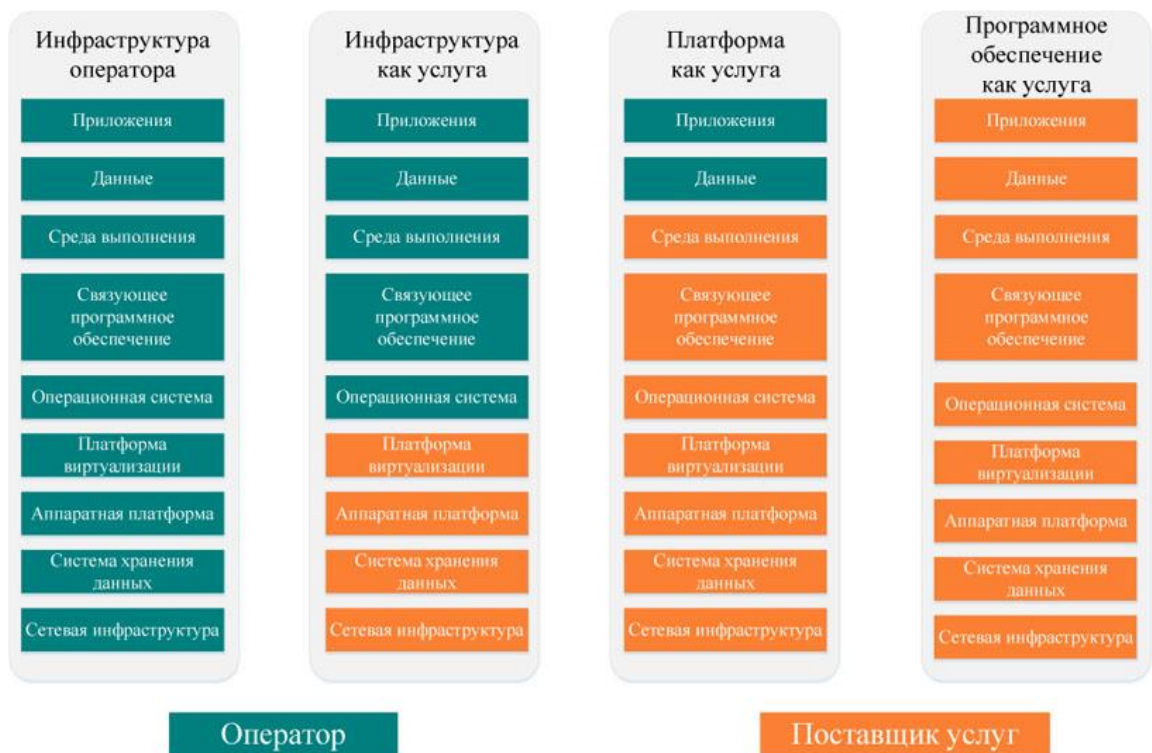 Инфраструктура
оператора
Приложения
Данные
Среда выполнения
Связующее
программное
обеспечение
Операционная система
Платформа
виртуализации
Аппаратная платформа
Система хранения
данных
Сетевая инфраструктура
Инфраструктура
как услуга
Приложения
Данные
Среда выполнения
Связующее
программное
обеспечение
Операционная система
Платформа
виртуализации
Аппаратная платформа
Система хранения
данных
Сетевая инфраструктура
Платформа
как услуга
Приложения
Данные
Среда выполнения
Связующее
программное
обеспечение
Операционная система
Платформа
виртуализации
Аппаратная платформа
Система хранения
данных
Сетевая инфраструктура
Программное
обеспечение
как услуга
Приложения
Данные
Среда выполнения
Связующее
программное
обеспечение
Операционная система
Платформа
виртуализации
Аппаратная платформа
Система хранения
данных
Сетевая инфраструктура
Оператор
Поставщик услуг